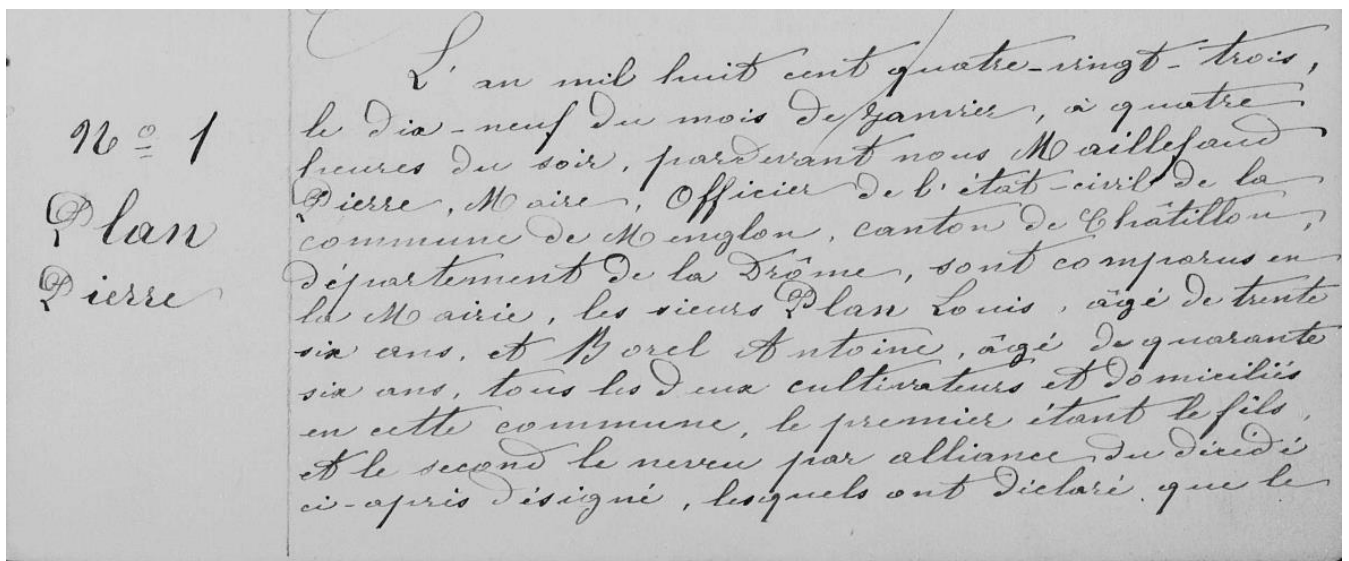 N° 1
Plan
Pierre
L'an mil huit cent quatre-vingt-trois,
le dix-neuf du mois de Janvier, à quatre
heures du soir, pardevant nous Maillefaud
Pierre, Maire, Officier de l'état-civil de la
commune de Menglon, canton de Châtillon,
département de la Drôme, sont comparus en
la Mairie, les sieurs Plan Louis, âgé de trente
six ans, et Borel Antoine, âgé de quarante
six ans, tous les deux cultivateurs et domiciliés
en cette commune, le premier étant le fils,
et le second le neveu par alliance du décédé
ci-après désigné, lesquels ont déclaré que le